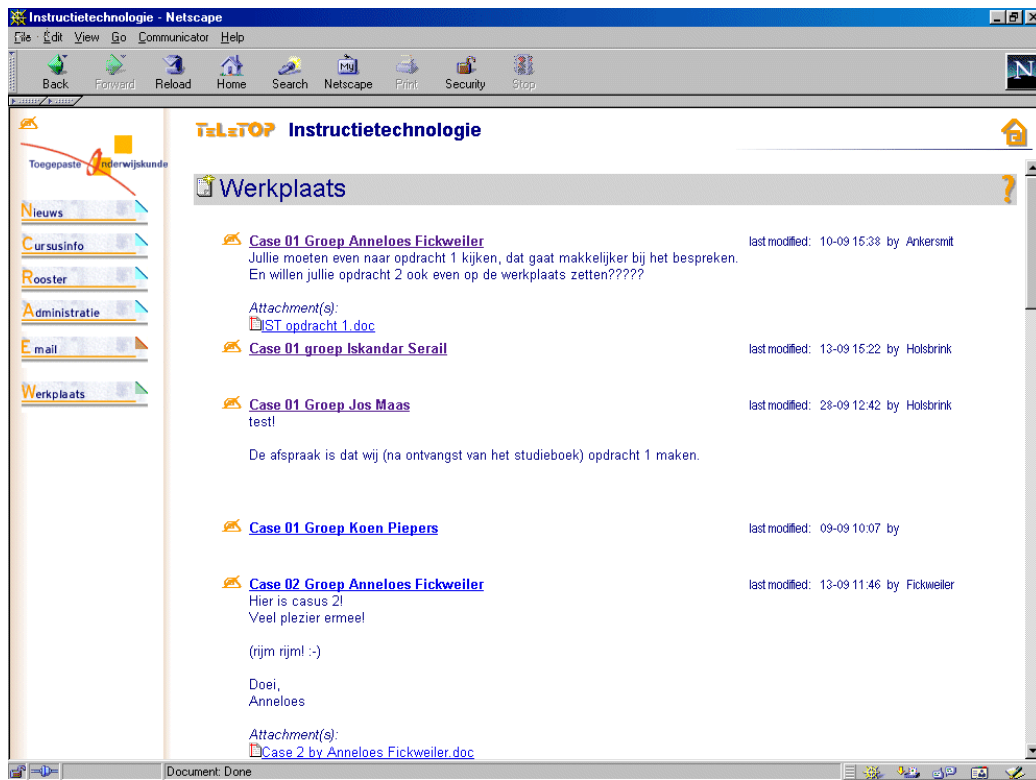 Instructietechnologie - Netscape
File Edit View Go Communicator Help
Back Forward Reload Home Search Netscape Print Security Stop
My
N
TELETOP Instructietechnologie
Toegepaste Onderwijskunde
Werkplaats
?
Nieuws
Cursusinfo
Rooster
Administratie
Email
Werkplaats
Case 01 Groep Anneloes Fickweiler last modified: 10-09 15:38 by Ankersmit
Jullie moeten even naar opdracht 1 kijken, dat gaat makkelijker bij het bespreken.
En willen jullie opdracht 2 ook even op de werkplaats zetten?????
Attachment(s):
IST opdracht 1.doc
Case 01 groep Iskandar Serail last modified: 13-09 15:22 by Holsbrink
Case 01 Groep Jos Maas last modified: 28-09 12:42 by Holsbrink
test!
De afspraak is dat wij (na ontvangst van het studieboek) opdracht 1 maken.
Case 01 Groep Koen Piepers last modified: 09-09 10:07 by
Case 02 Groep Anneloes Fickweiler last modified: 13-09 11:46 by Fickweiler
Hier is casus 2!
Veel plezier ermee!
(rijm rijm! :-)
Doei,
Anneloes
Attachment(s):
Case 2 by Anneloes Fickweiler.doc
Document: Done